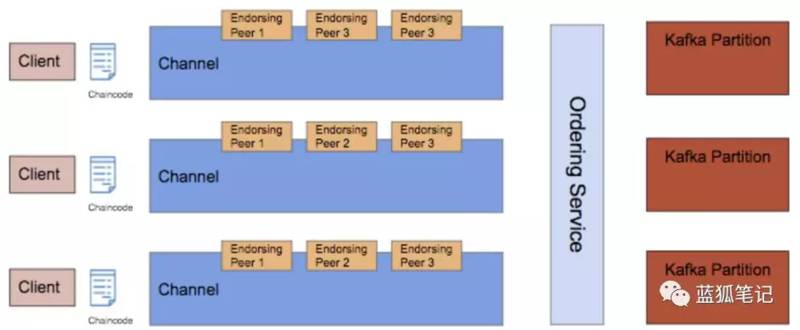 Client
Chaincode
Endorsing
Peer 1
Endorsing
Peer 3
Endorsing
Peer 3
Channel
Client
Chaincode
Endorsing
Peer 1
Endorsing
Peer 2
Endorsing
Peer 3
Channel
Client
Chaincode
Endorsing
Peer 1
Endorsing
Peer 2
Endorsing
Peer 3
Channel
Ordering Service
Kafka Partition
Kafka Partition
Kafka Partition
蓝狐笔记